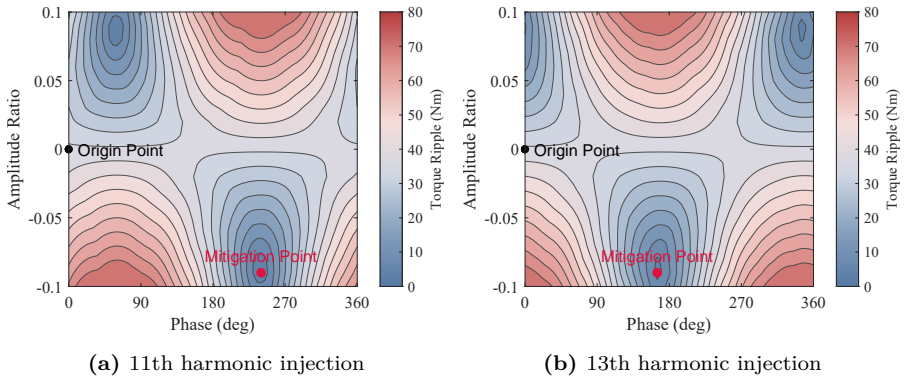 0.1
0.05
0
-0.05
-0.1
Amplitude Ratio
Origin Point
Mitigation Point
0 90 180 270 360
Phase (deg)
80
70
60
50
40
30
20
10
0
Torque Ripple (Nm)
(a) 11th harmonic injection
0.1
0.05
0
-0.05
-0.1
Amplitude Ratio
Origin Point
Mitigation Point
0 90 180 270 360
Phase (deg)
80
70
60
50
40
30
20
10
0
Torque Ripple (Nm)
(b) 13th harmonic injection